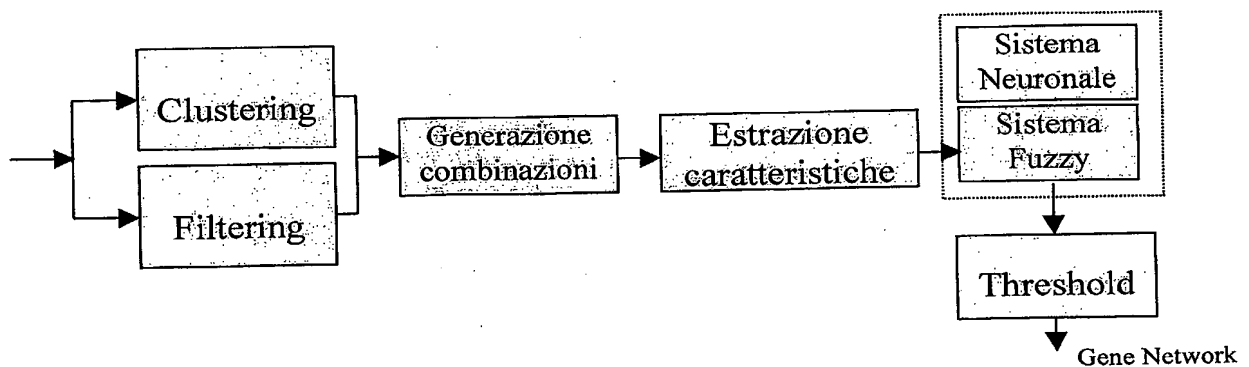 Clustering
Filtering
Generazione
combinazioni
Estrazione
caratteristiche
Sistema
Neuronale
Sistema
Fuzzy
Threshold
Gene Network